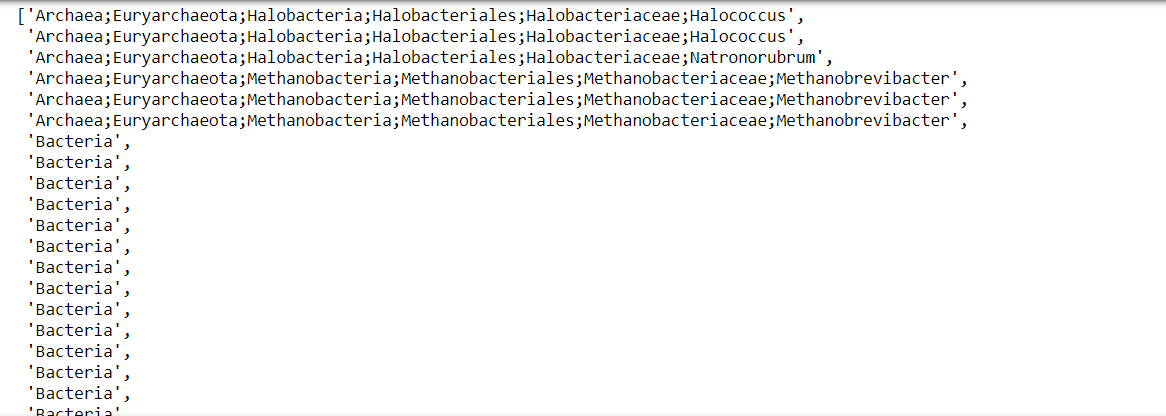 ['Archaea;Euryarchaeota;Halobacteria;Halobacteriales;Halobacteriaceae;Halococcus',
'Archaea;Euryarchaeota;Halobacteria;Halobacteriales;Halobacteriaceae;Halococcus',
'Archaea;Euryarchaeota;Halobacteria;Halobacteriales;Halobacteriaceae;Natronorubrum',
'Archaea;Euryarchaeota;Methanobacteria;Methanobacteriales;Methanobacteriaceae;Methanobrevibacter',
'Archaea;Euryarchaeota;Methanobacteria;Methanobacteriales;Methanobacteriaceae;Methanobrevibacter',
'Archaea;Euryarchaeota;Methanobacteria;Methanobacteriales;Methanobacteriaceae;Methanobrevibacter',
'Bacteria',
'Bacteria',
'Bacteria',
'Bacteria',
'Bacteria',
'Bacteria',
'Bacteria',
'Bacteria',
'Bacteria',
'Bacteria',
'Bacteria',
'Bacteria',
'Bacteria',
'Bacteria'